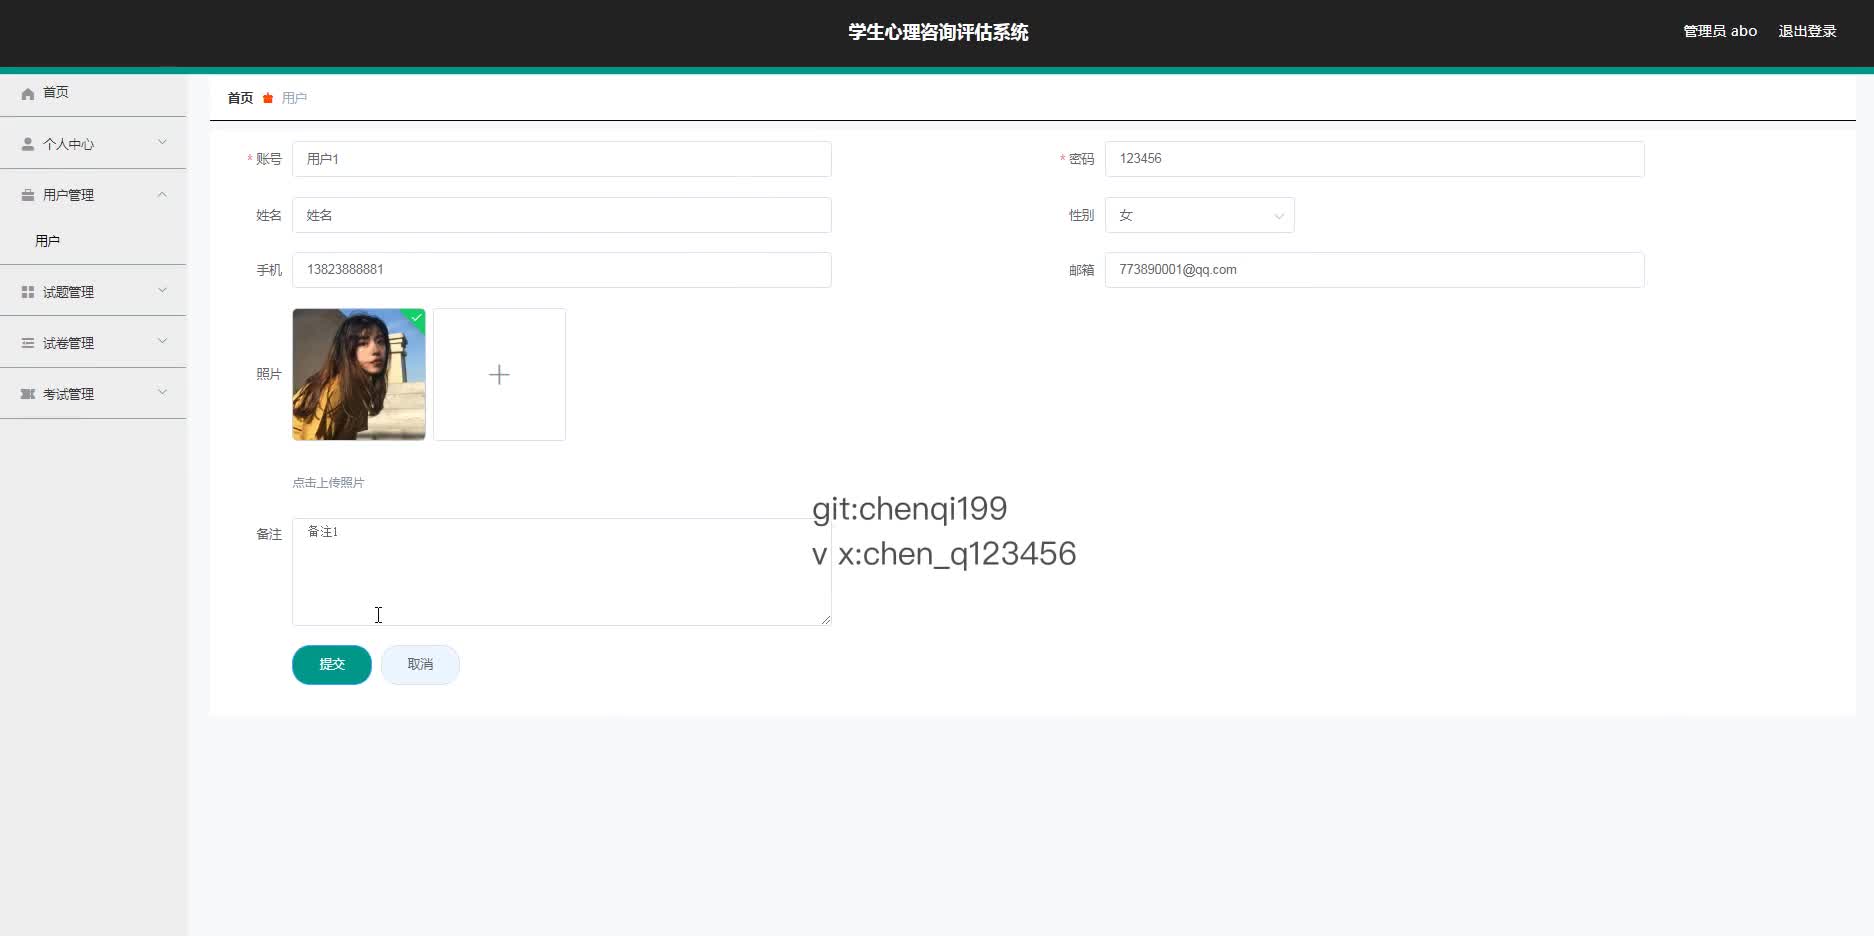 学生心理咨询评估系统
管理员 abo 退出登录
首页
个人中心
用户管理
用户
试题管理
试卷管理
考试管理
首页 用户
* 账号 用户1
* 密码 123456
姓名 姓名
性别 女
手机 13823888881
邮箱 773890001@qq.com
照片
点击上传照片
备注 备注1
git:chenqi199
v x:chen_q123456
提交 取消